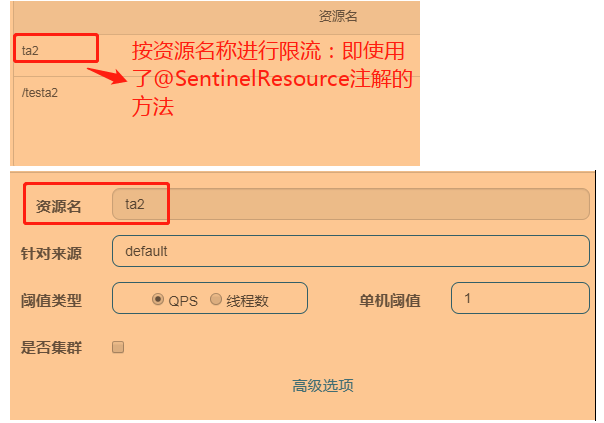 资源名
ta2
按资源名称进行限流：即使用
了@SentinelResource注解的
方法
/testa2
资源名 ta2
针对来源 default
阈值类型 QPS 线程数 单机阈值 1
是否集群
高级选项